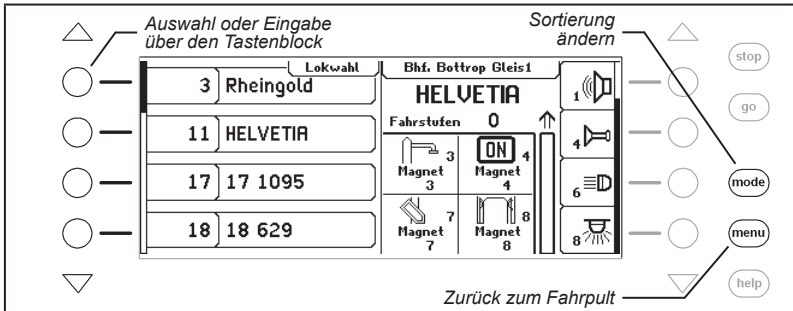 Auswahl oder Eingabe
über den Tastenblock
Sortierung
ändern
stop
go
mode
menu
help
Lokwahl
3 Rheingold
11 HELVETIA
17 17 1095
18 18 629
Bhf. Bottrop Gleis1
HELVETIA
Fahrstufen 0
3
Magnet
3
ON 4
Magnet
4
7
Magnet
7
8
Magnet
8
1
4
6
8
Zurück zum Fahrpult